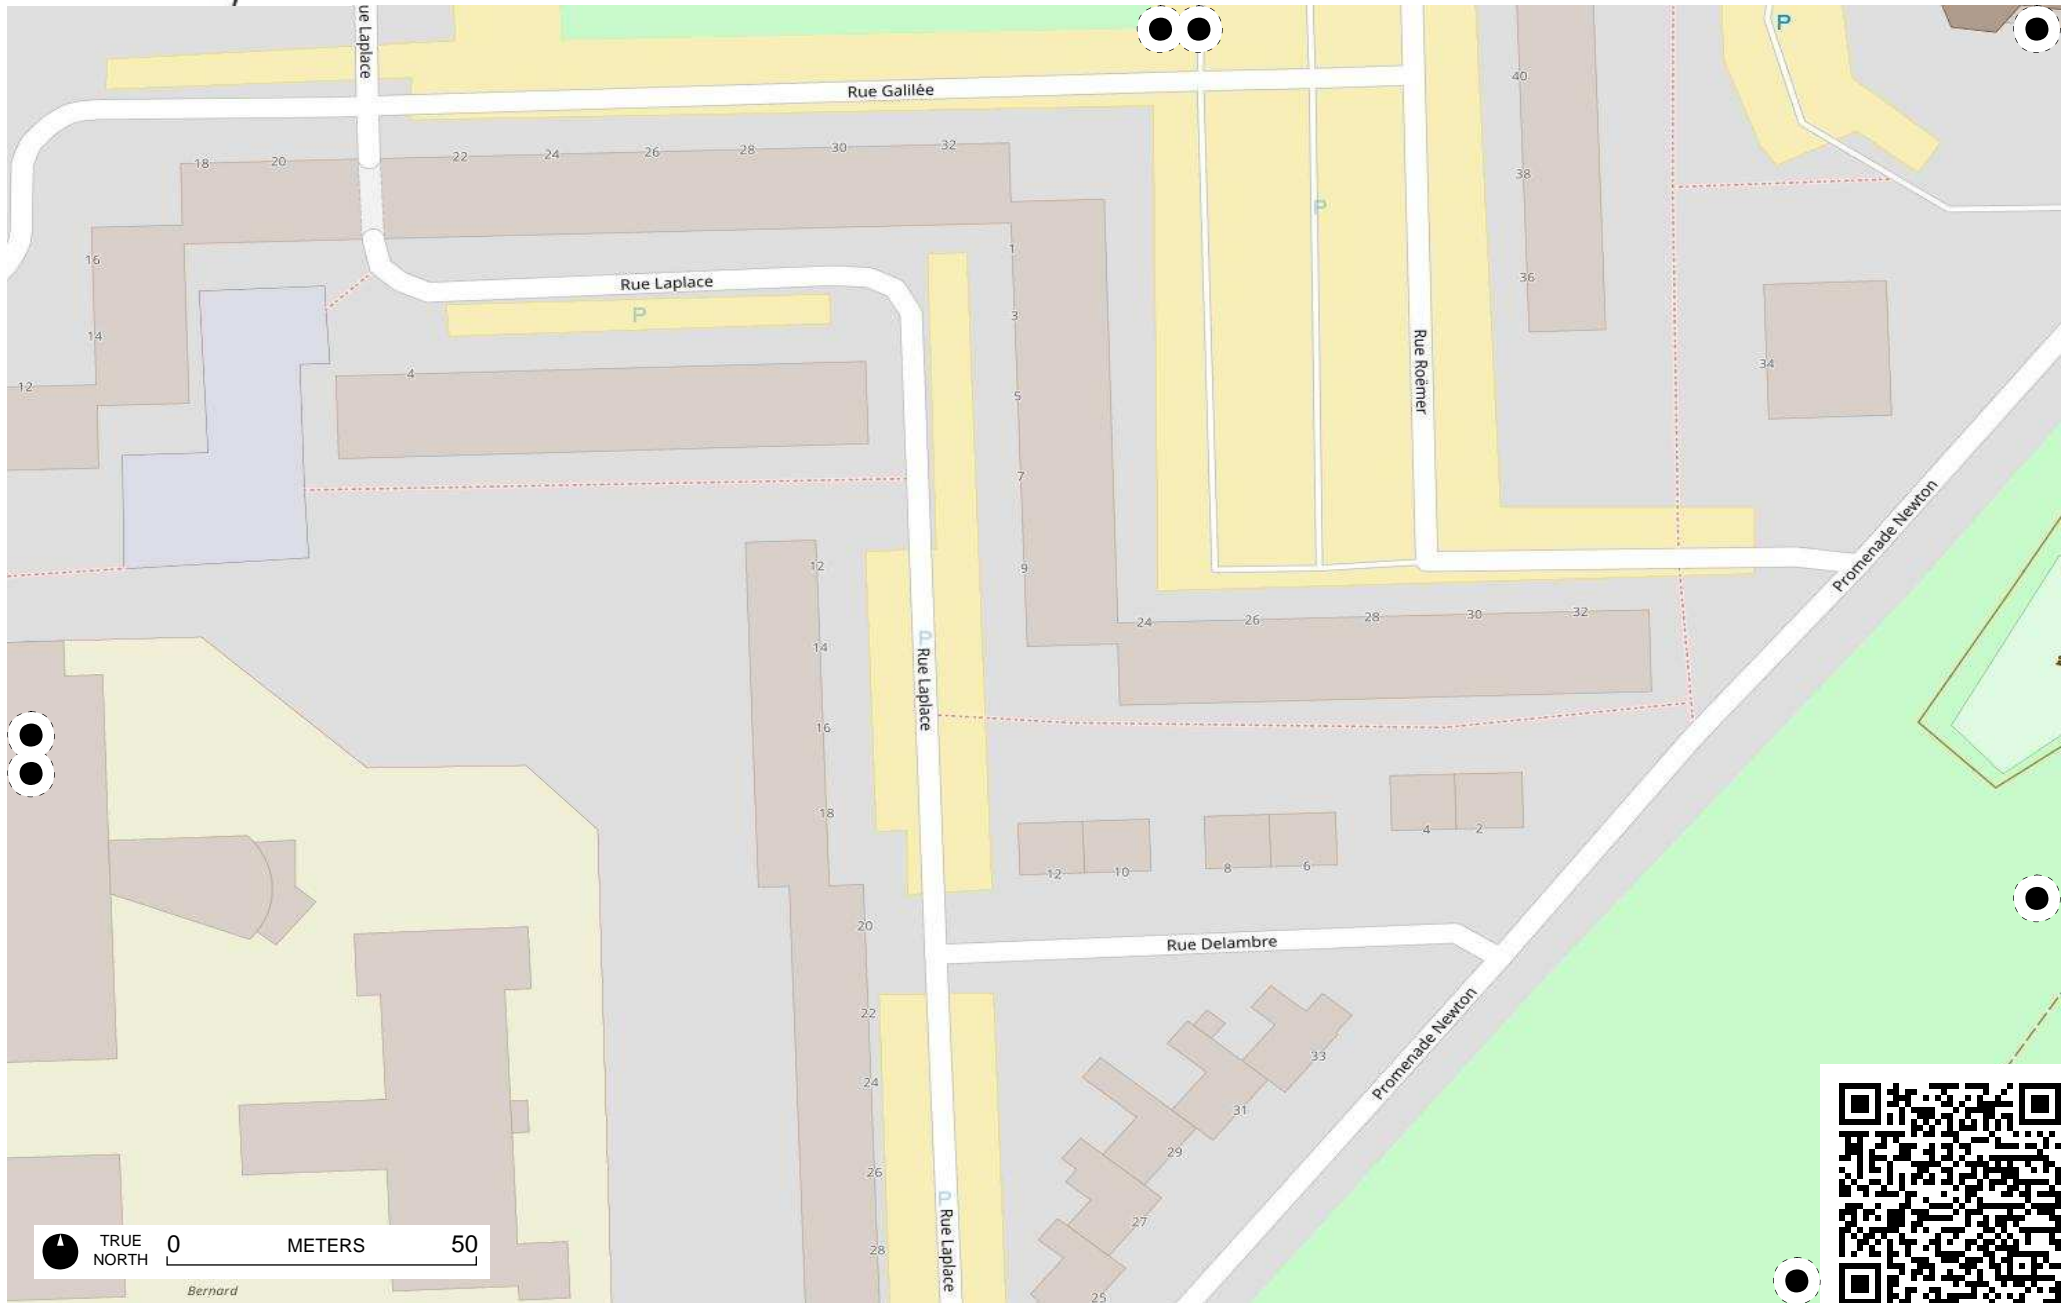 ue Laplace
P
Rue Galilée
40
18 20 22 24 26 28 30 32
38
P
1
16
36
Rue Laplace
P
3
14
Rue Roëmer
34
4
12
5
7
Promenade Newton
12
9
24 26 28 30 32
P
14
Rue Laplace
16
18
4 2
12 10 8 6
20
Rue Delambre
22
Promenade Newton
33
24
31
29
26
P
27
Rue Laplace
28
TRUE NORTH
0 METERS 50
Bernard
25